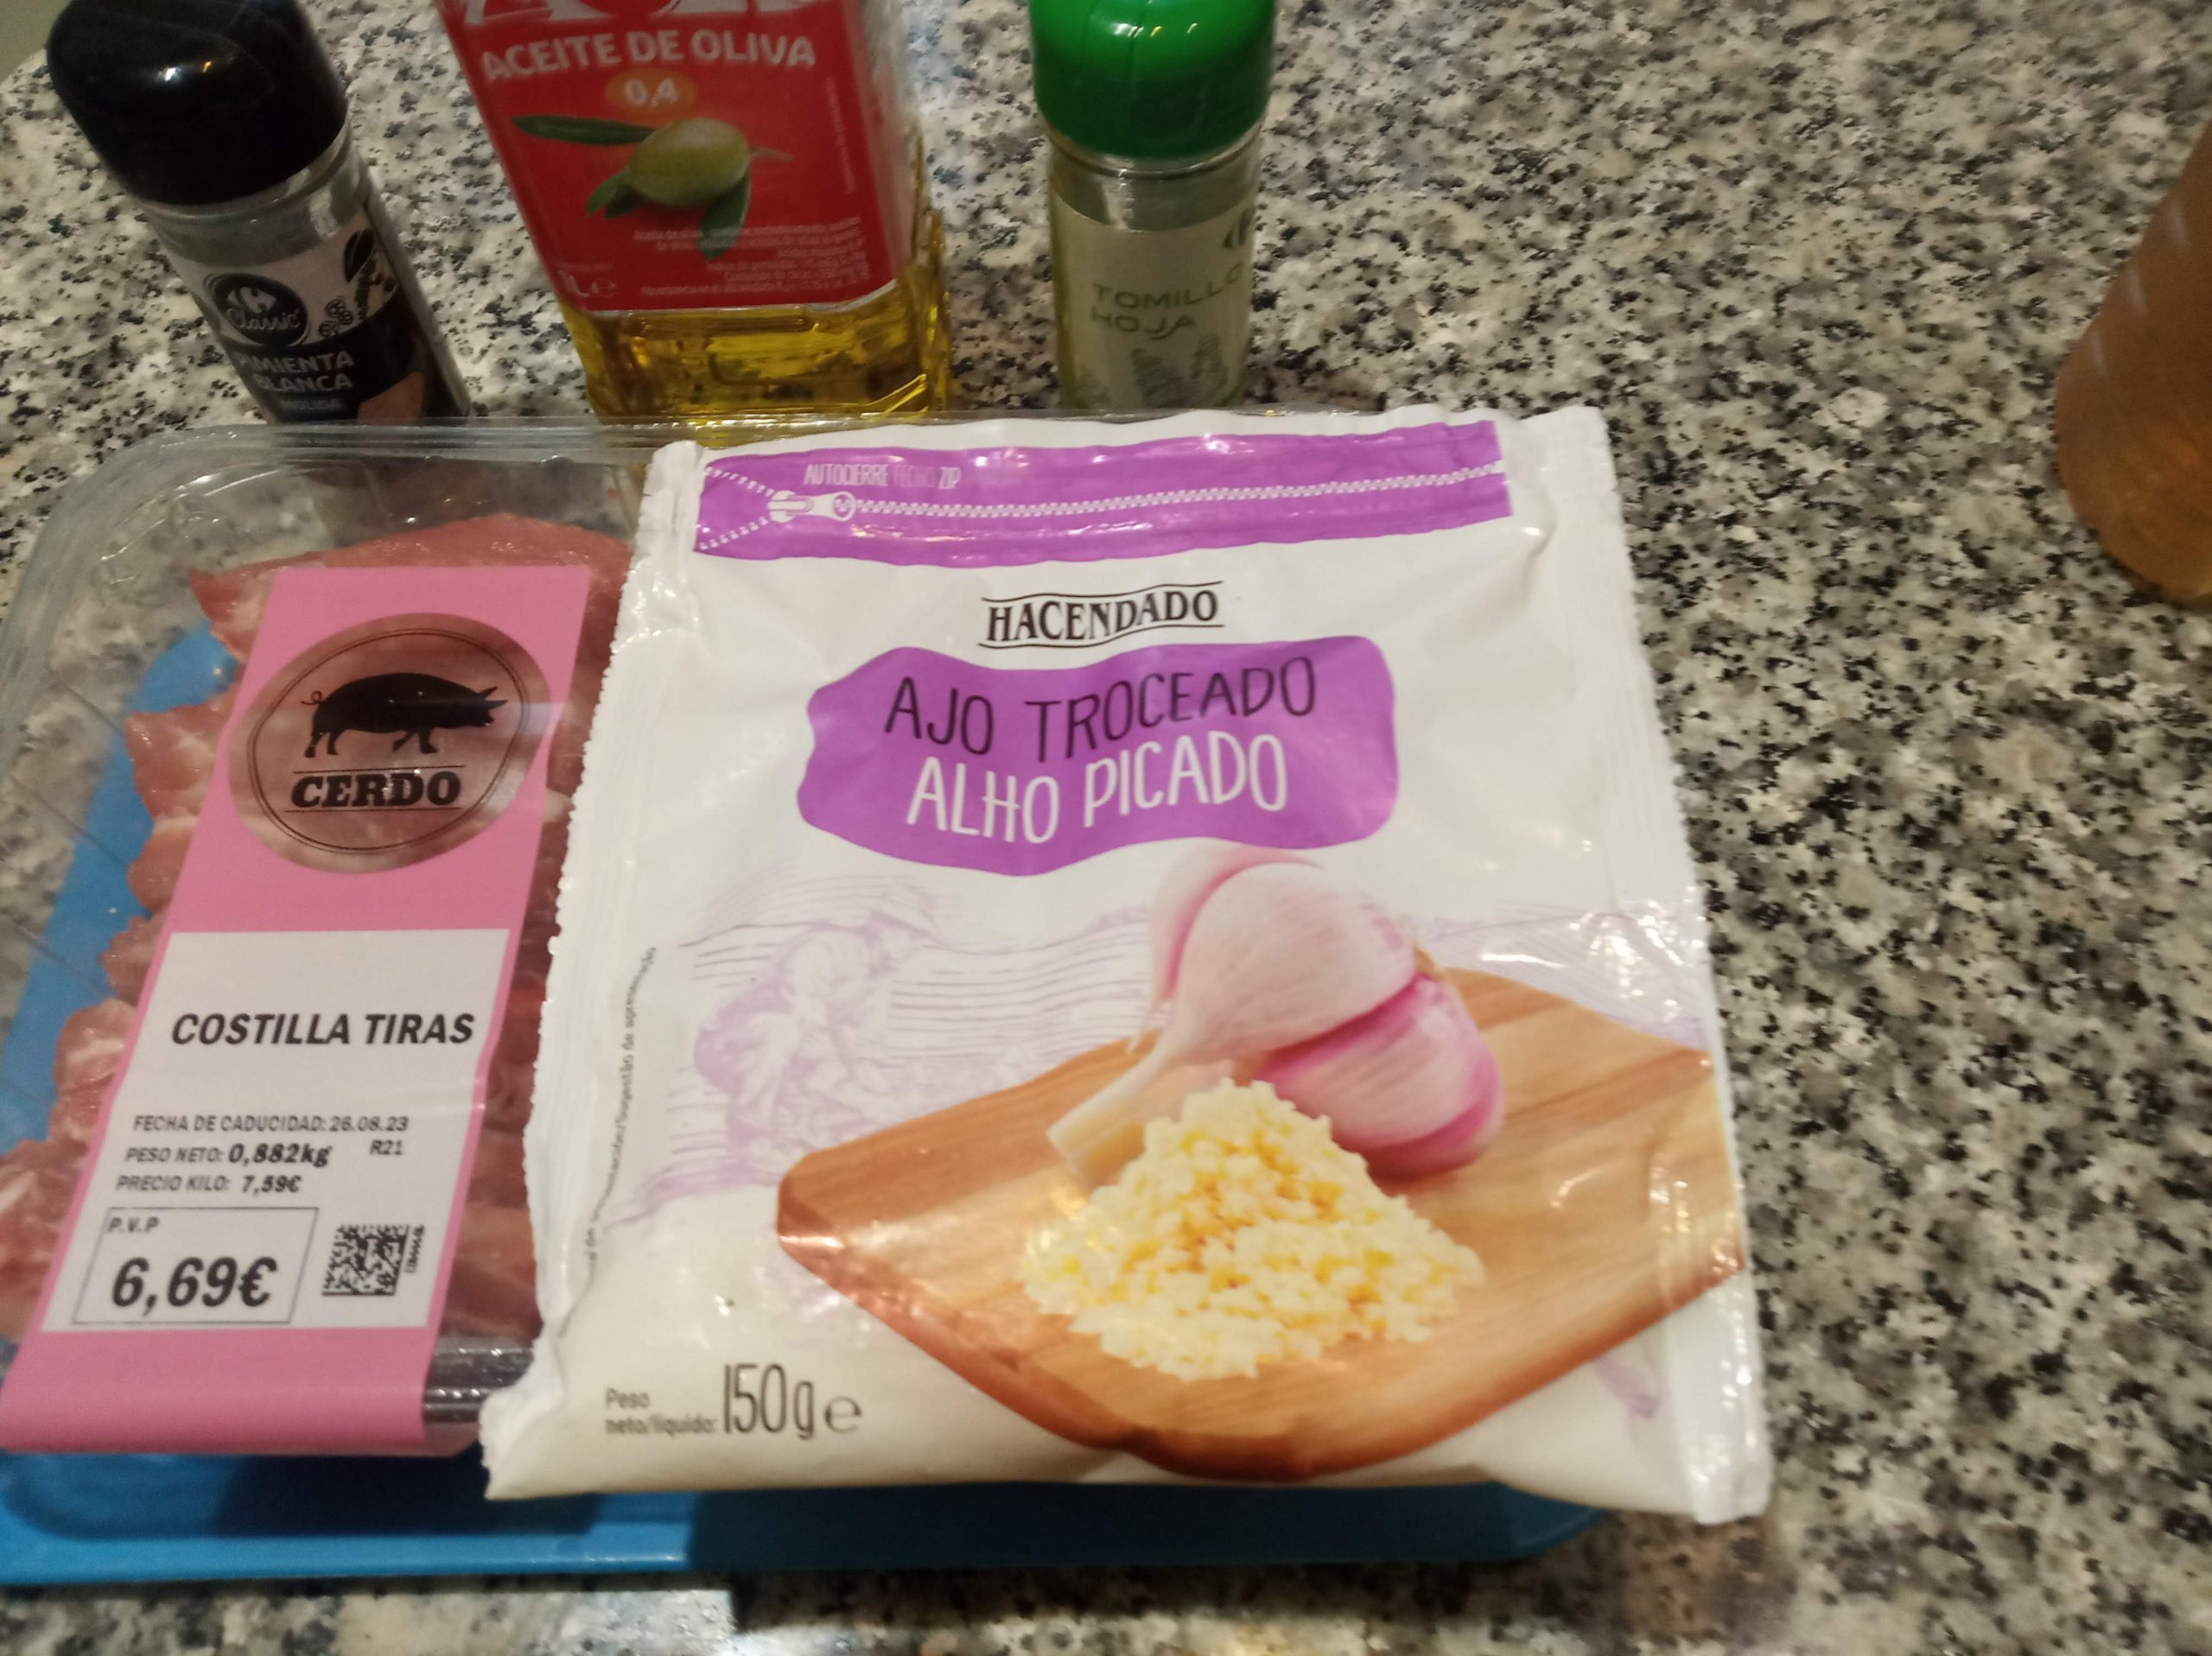 ACEITE DE OLIVA
0,4
Classic
PIMIENTA
BLANCA
MOLIDA
TOMILLO
HOJA
AUTOCIERRE FECHO ZIP
HACENDADO
AJO TROCEADO
ALHO PICADO
Peso
neto/líquido: 150g e
CERDO
COSTILLA TIRAS
FECHA DE CADUCIDAD: 26.08.23
PESO NETO: 0,882kg R21
PRECIO KILO: 7,59€
P.V.P
6,69€